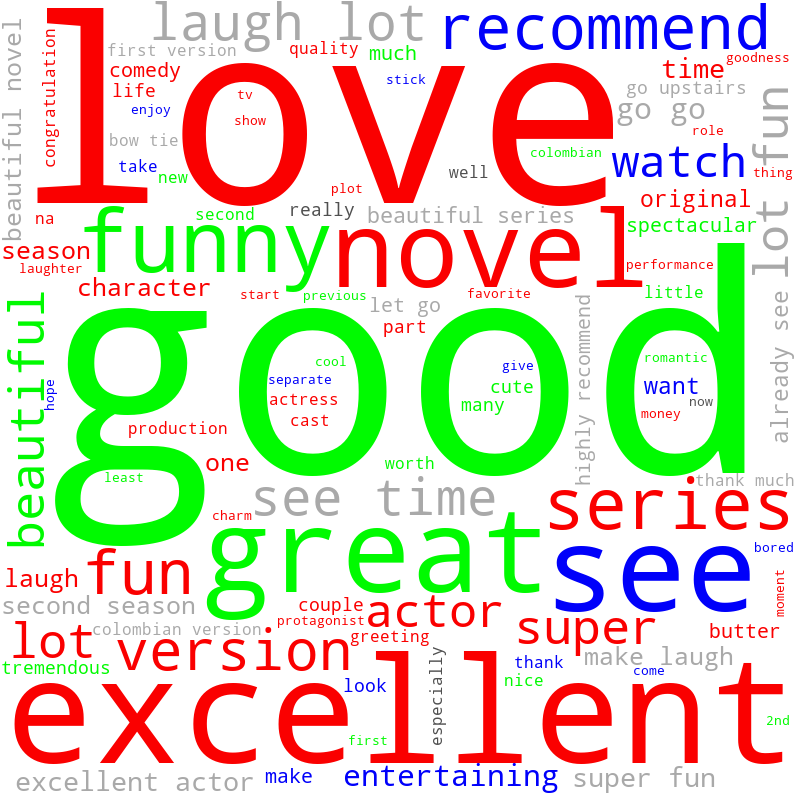 laugh lot
recommend
beautiful novel
first version
quality
much
goodness
love
congratulation
comedy
stick
time
life
tv
go upstairs
enjoy
show
go go
lot fun
role
bow tie
take
new
plot
well
colombian
watch
thing
na
second
really
beautiful series
original
spectacular
season
funny
novel
laughter
performance
character
start
previous
favorite
little
let go
part
beautiful
good
highly recommend
already see
cool
separate
give
romantic
hope
actress
cute
want
many
now
cast
money
production
one
worth
least
see time
thank much
series
charm
great
see
bored
laugh
fun
second season
couple
actor
moment
protagonist
super
butter
colombian version
greeting
lot
version
especially
make laugh
tremendous
thank
come
look
nice
excellent
first
2nd
excellent actor
make
entertaining
super fun